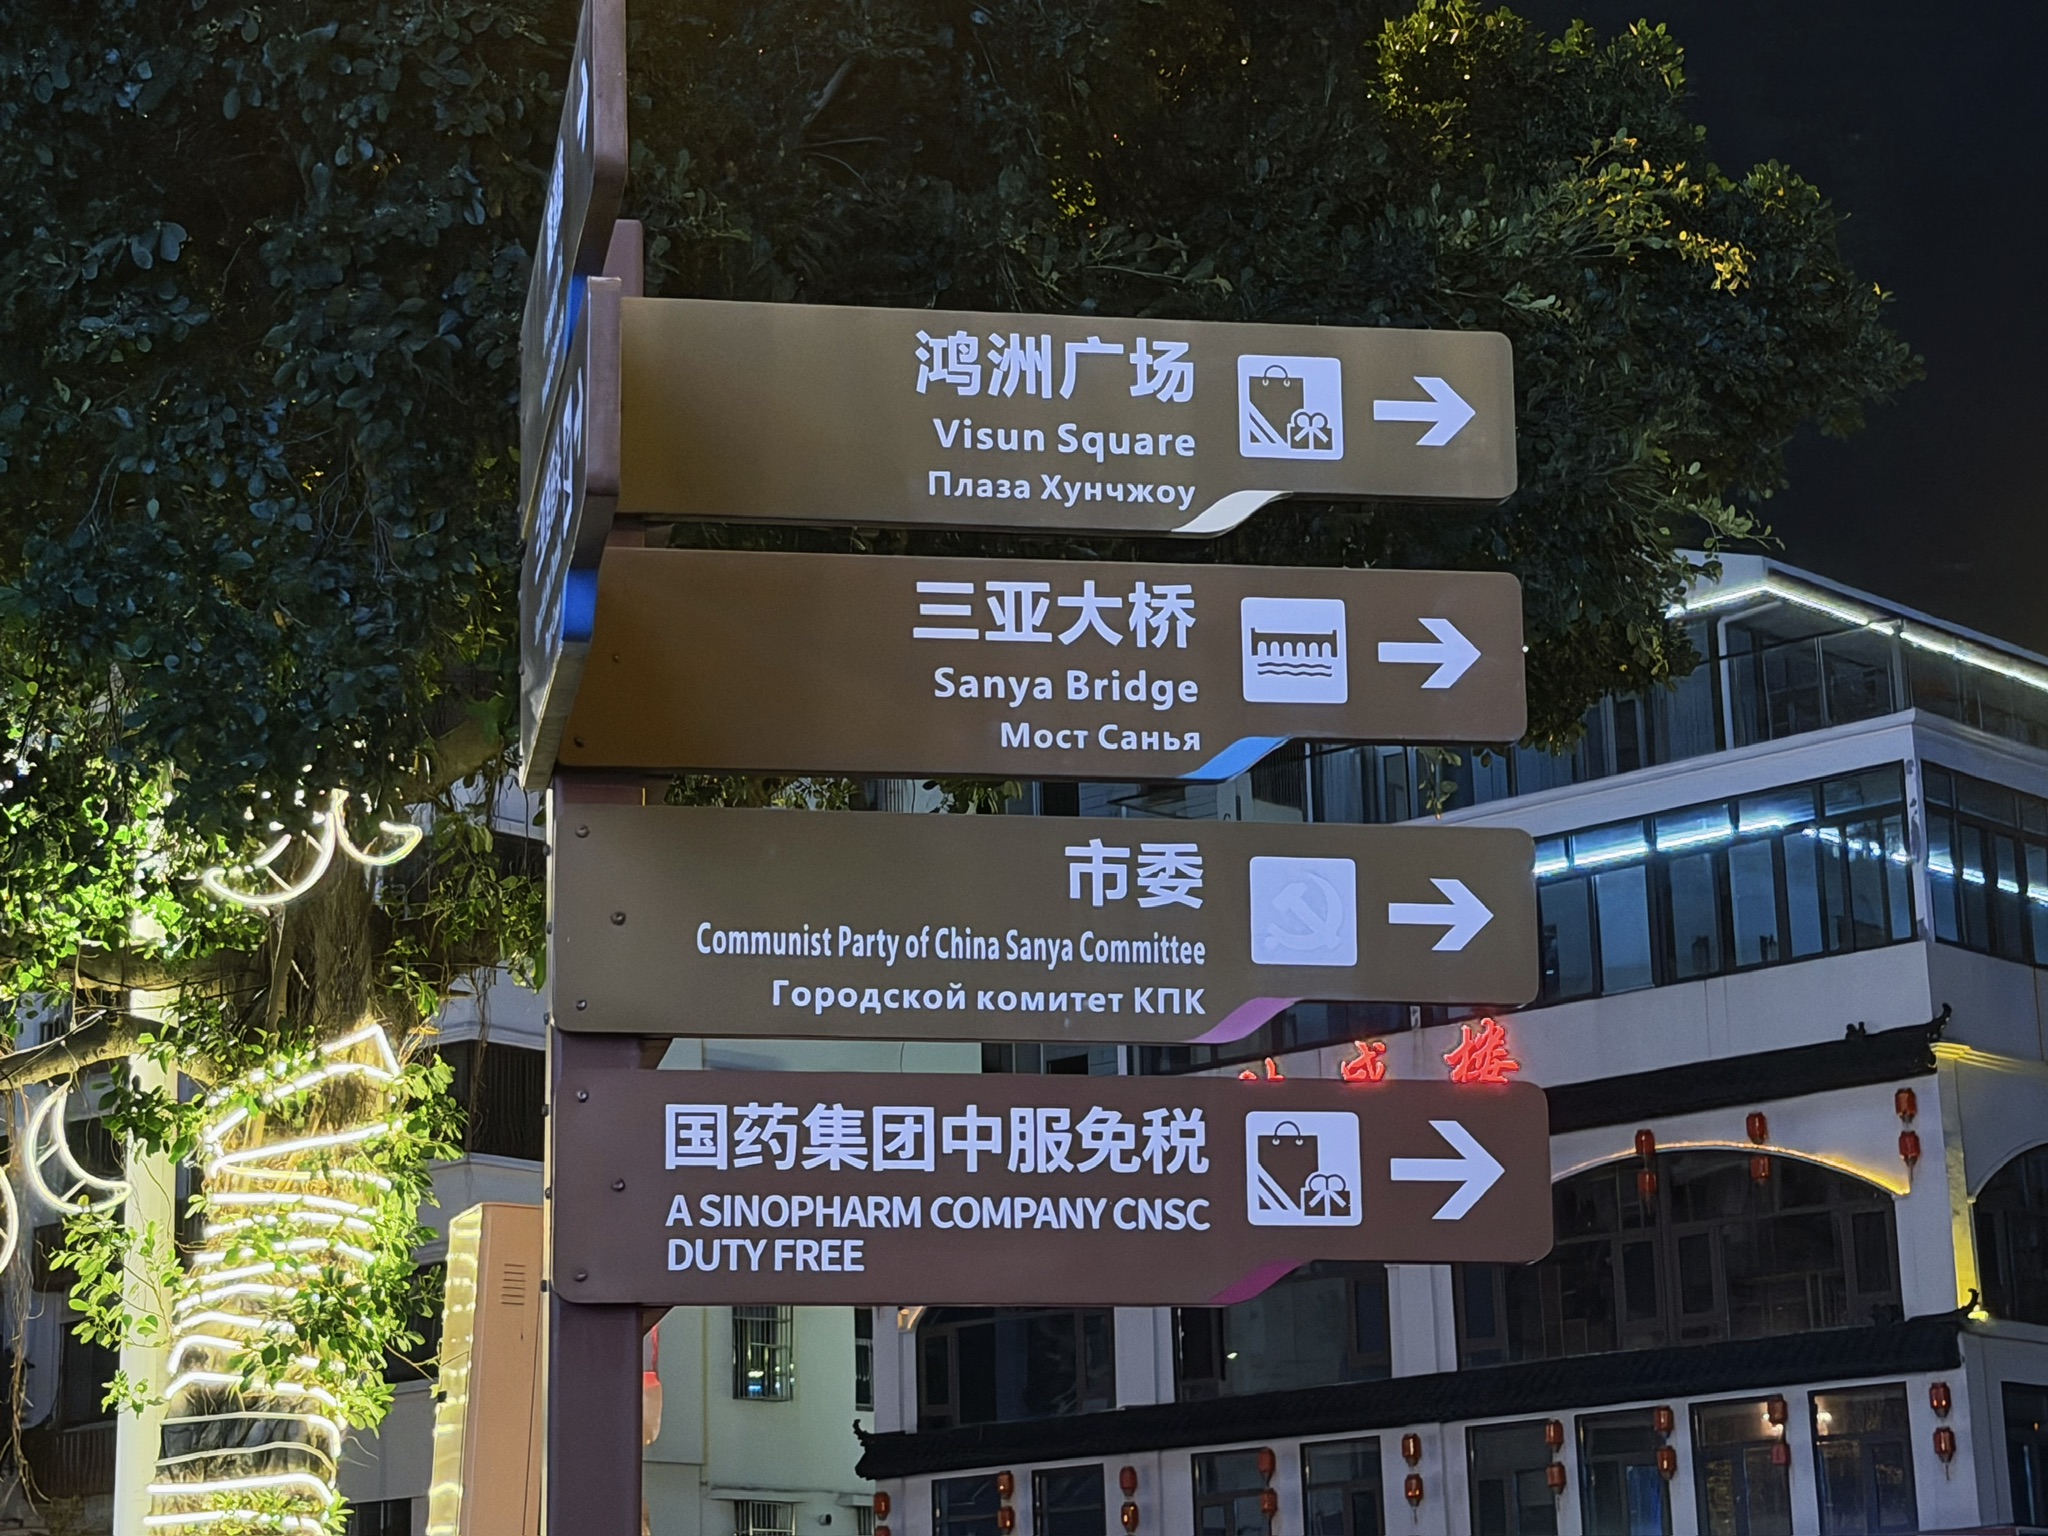 鸿洲广场
Visun Square
Плаза Хунчжоу
三亚大桥
Sanya Bridge
Мост Санья
市委
Communist Party of China Sanya Committee
Городской комитет КПК
国药集团中服免税
A SINOPHARM COMPANY CNSC
DUTY FREE
楼